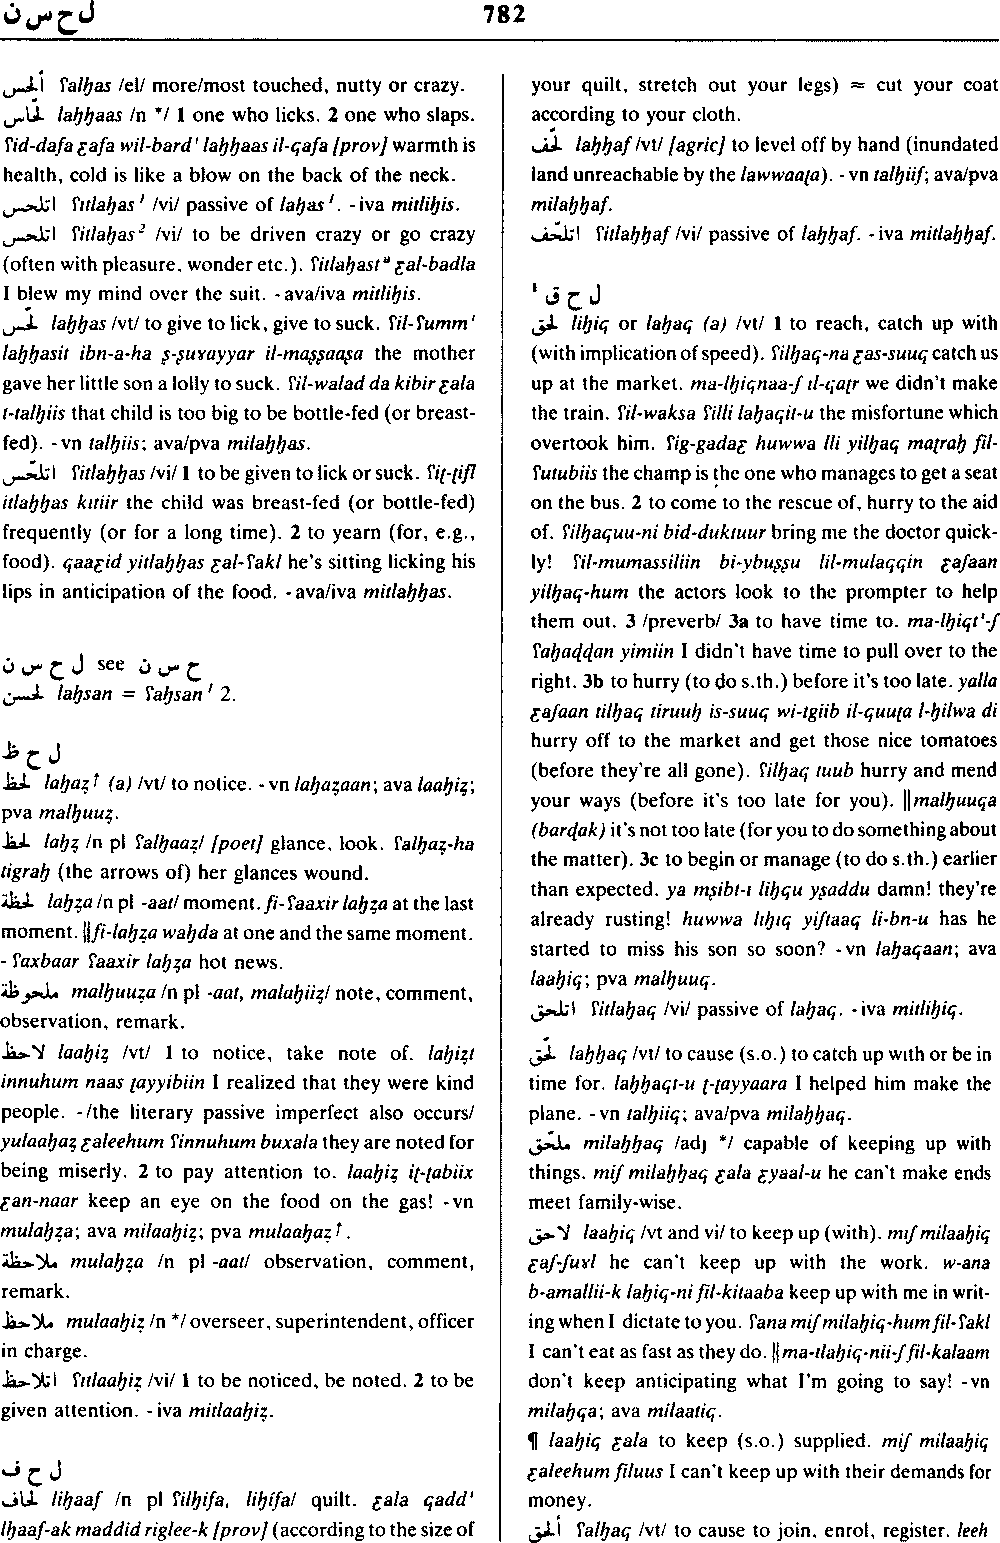 ل ح س ن 782
ألحس ʕalḥas /el/ more/most touched, nutty or crazy.
لحّاس laḥḥaas /n */ 1 one who licks. 2 one who slaps.
ʕid-dafa ɛafa wil-bardˈ laḥḥaas il-qafa [prov] warmth is
health, cold is like a blow on the back of the neck.
اتلحس ʕitlaḥas¹ /vi/ passive of laḥas¹. -iva mitliḥis.
اتلحس ʕitlaḥas² /vi/ to be driven crazy or go crazy
(often with pleasure, wonder etc.). ʕitlaḥastᵘ ɛal-badla
I blew my mind over the suit. -ava/iva mitliḥis.
لحّس laḥḥas /vt/ to give to lick, give to suck. ʕil-ʕummˈ
laḥḥasit ibn-a-ha ṣ-ṣuɣayyar il-maṣṣaaṣa the mother
gave her little son a lolly to suck. ʕil-walad da kibir ɛala
t-talḥiis that child is too big to be bottle-fed (or breast-
fed). -vn talḥiis; ava/pva milaḥḥas.
اتلحّس ʕitlaḥḥas /vi/ 1 to be given to lick or suck. ʕiṭ-ṭifl
itlaḥḥas kitiir the child was breast-fed (or bottle-fed)
frequently (or for a long time). 2 to yearn (for, e.g.,
food). qaaɛid yitlaḥḥas ɛal-ʕakl he's sitting licking his
lips in anticipation of the food. -ava/iva mitlaḥḥas.
ل ح س ن see ح س ن
لحسن laḥsan = ʕaḥsan¹ 2.
ل ح ظ
لحظ laḥaẓ↑ (a) /vt/ to notice. -vn laḥaẓaan; ava laaḥiẓ;
pva malḥuuẓ.
لحظ laḥẓ /n pl ʕalḥaaẓ/ [poet] glance, look. ʕalḥaẓ-ha
tigraḥ (the arrows of) her glances wound.
لحظة laḥẓa /n pl -aat/ moment. fi-ʕaaxir laḥẓa at the last
moment. ‖fi-laḥẓa waḥda at one and the same moment.
- ʕaxbaar ʕaaxir laḥẓa hot news.
ملحوظة malḥuuẓa /n pl -aat, malaḥiiẓ/ note, comment,
observation, remark.
لاحظ laaḥiẓ /vt/ 1 to notice, take note of. laḥiẓt
innuhum naas ṭayyibiin I realized that they were kind
people. -/the literary passive imperfect also occurs/
yulaaḥaẓ ɛaleehum ʕinnuhum buxala they are noted for
being miserly. 2 to pay attention to. laaḥiẓ iṭ-ṭabiix
ɛan-naar keep an eye on the food on the gas! -vn
mulaḥẓa; ava milaaḥiẓ; pva mulaaḥaẓ↑.
ملاحظة mulaḥẓa /n pl -aat/ observation, comment,
remark.
ملاحظ mulaaḥiẓ /n */ overseer, superintendent, officer
in charge.
اتلاحظ ʕitlaaḥiẓ /vi/ 1 to be noticed, be noted. 2 to be
given attention. -iva mitlaaḥiẓ.
ل ح ف
لحاف liḥaaf /n pl ʕilḥifa, liḥifa/ quilt. ɛala qaddˈ
lḥaaf-ak maddid riglee-k [prov] (according to the size of
your quilt, stretch out your legs) ≈ cut your coat
according to your cloth.
لحّف laḥḥaf /vt/ [agric] to level off by hand (inundated
land unreachable by the lawwaaṭa). -vn talḥiif; ava/pva
milaḥḥaf.
اتلحّف ʕitlaḥḥaf /vi/ passive of laḥḥaf. -iva mitlaḥḥaf.
ل ح ق ¹
لحق liḥiq or laḥaq (a) /vt/ 1 to reach, catch up with
(with implication of speed). ʕilḥaq-na ɛas-suuq catch us
up at the market. ma-lḥiqnaa-ʃ il-qaṭr we didn't make
the train. ʕil-waksa ʕilli laḥaqit-u the misfortune which
overtook him. ʕig-gadaɛ huwwa lli yilḥaq maṭraḥ fil-
ʕutubiis the champ is the one who manages to get a seat
on the bus. 2 to come to the rescue of, hurry to the aid
of. ʕilḥaquu-ni bid-duktuur bring me the doctor quick-
ly! ʕil-mumassiliin bi-ybuṣṣu lil-mulaqqin ɛaʃaan
yilḥaq-hum the actors look to the prompter to help
them out. 3 /preverb/ 3a to have time to. ma-lḥiqtˈ-ʃ
ʕaḥaḍḍan yimiin I didn't have time to pull over to the
right. 3b to hurry (to do s.th.) before it's too late. yalla
ɛaʃaan tilḥaq tiruuḥ is-suuq wi-tgiib il-quuṭa l-ḥilwa di
hurry off to the market and get those nice tomatoes
(before they're all gone). ʕilḥaq tuub hurry and mend
your ways (before it's too late for you). ‖malḥuuqa
(barḍak) it's not too late (for you to do something about
the matter). 3c to begin or manage (to do s.th.) earlier
than expected. ya mṣibt-i liḥqu yṣaddu damn! they're
already rusting! huwwa liḥiq yiftaaq li-bn-u has he
started to miss his son so soon? -vn laḥaqaan; ava
laaḥiq; pva malḥuuq.
اتلحق ʕitlaḥaq /vi/ passive of laḥaq. -iva mitliḥiq.
لحّق laḥḥaq /vt/ to cause (s.o.) to catch up with or be in
time for. laḥḥaqt-u ṭ-ṭayyaara I helped him make the
plane. -vn talḥiiq; ava/pva milaḥḥaq.
ملحّق milaḥḥaq /adj */ capable of keeping up with
things. miʃ milaḥḥaq ɛala ɛyaal-u he can't make ends
meet family-wise.
لاحق laaḥiq /vt and vi/ to keep up (with). miʃ milaaḥiq
ɛaʃ-ʃuɣl he can't keep up with the work. w-ana
b-amallii-k laḥiq-ni fil-kitaaba keep up with me in writ-
ing when I dictate to you. ʕana miʃ milaḥiq-hum fil-ʕakl
I can't eat as fast as they do. ‖ma-tlaḥiq-nii-ʃ fil-kalaam
don't keep anticipating what I'm going to say! -vn
milaḥqa; ava milaatiq.
¶ laaḥiq ɛala to keep (s.o.) supplied. miʃ milaaḥiq
ɛaleehum filuus I can't keep up with their demands for
money.
ألحق ʕalḥaq /vt/ to cause to join, enrol, register. leeh